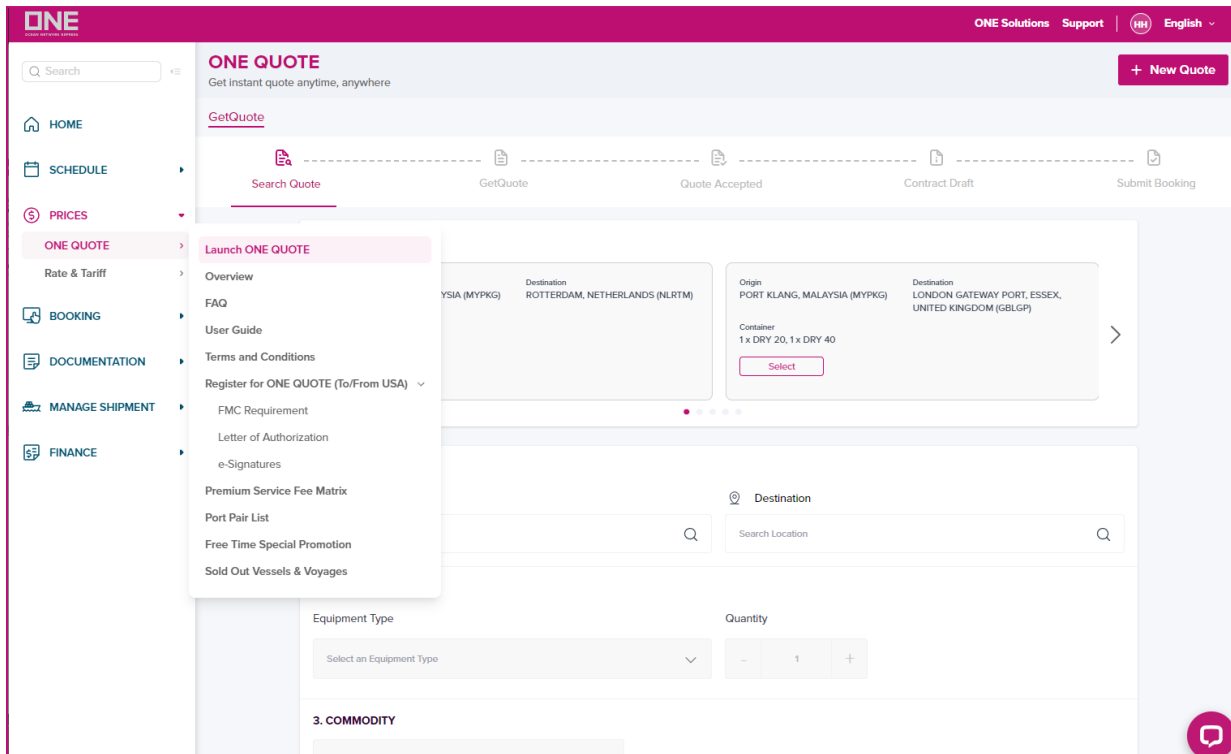 ONE
OCEAN NETWORK EXPRESS
ONE Solutions Support HH English
Search
ONE QUOTE
Get instant quote anytime, anywhere
+ New Quote
GetQuote
HOME
SCHEDULE
PRICES
ONE QUOTE
Rate & Tariff
BOOKING
DOCUMENTATION
MANAGE SHIPMENT
FINANCE
Search Quote
GetQuote
Quote Accepted
Contract Draft
Submit Booking
Launch ONE QUOTE
Overview
FAQ
User Guide
Terms and Conditions
Register for ONE QUOTE (To/From USA)
FMC Requirement
Letter of Authorization
e-Signatures
Premium Service Fee Matrix
Port Pair List
Free Time Special Promotion
Sold Out Vessels & Voyages
YSIA (MYPKG)
Destination
ROTTERDAM, NETHERLANDS (NLRTM)
Origin
PORT KLANG, MALAYSIA (MYPKG)
Destination
LONDON GATEWAY PORT, ESSEX,
UNITED KINGDOM (GBLGP)
Container
1 x DRY 20, 1 x DRY 40
Select
Destination
Search Location
Equipment Type
Select an Equipment Type
Quantity
- 1 +
3. COMMODITY